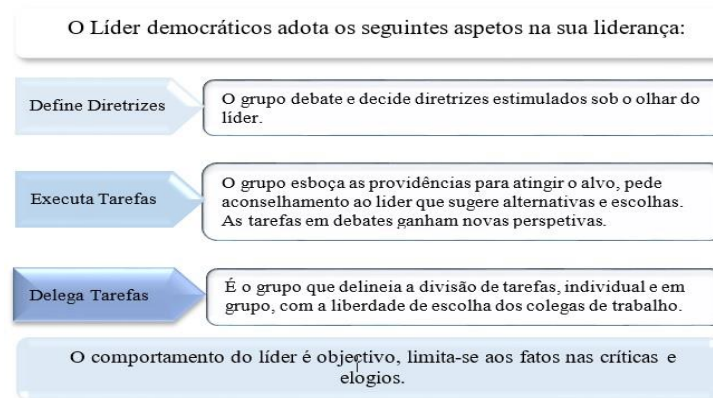 O Líder democráticos adota os seguintes aspetos na sua liderança:
Define Diretrizes
O grupo debate e decide diretrizes estimulados sob o olhar do
líder.
Executa Tarefas
O grupo esboça as providências para atingir o alvo, pede
aconselhamento ao líder que sugere alternativas e escolhas.
As tarefas em debates ganham novas perspetivas.
Delega Tarefas
É o grupo que delineia a divisão de tarefas, individual e em
grupo, com a liberdade de escolha dos colegas de trabalho.
O comportamento do líder é objectivo, limita-se aos fatos nas críticas e
elogios.